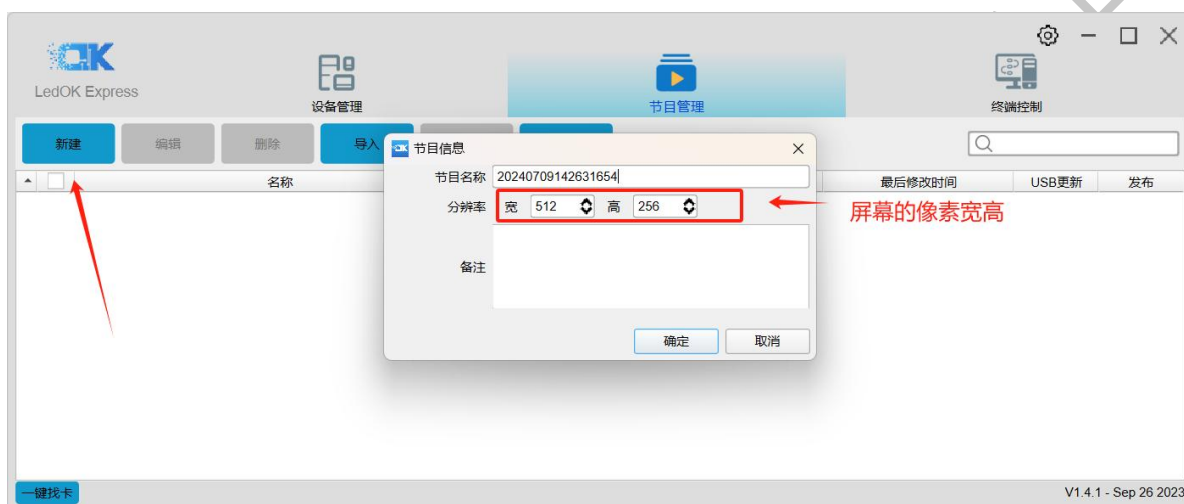 LedOK Express
设备管理
节目管理
终端控制
新建
编辑
删除
导入
节目信息
节目名称 20240709142631654
分辨率 宽 512 高 256
备注
确定
取消
名称
最后修改时间
USB更新
发布
屏幕的像素宽高
一键找卡
V1.4.1 - Sep 26 2023